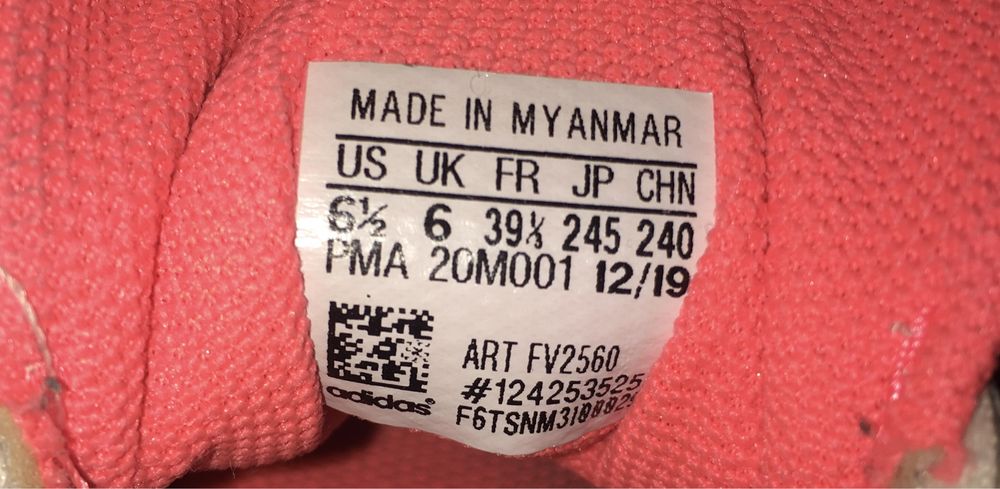 MADE IN MYANMAR
US UK FR JP CHN
6½ 6 39⅓ 245 240
PMA 20M001 12/19
adidas
ART FV2560
#124253525